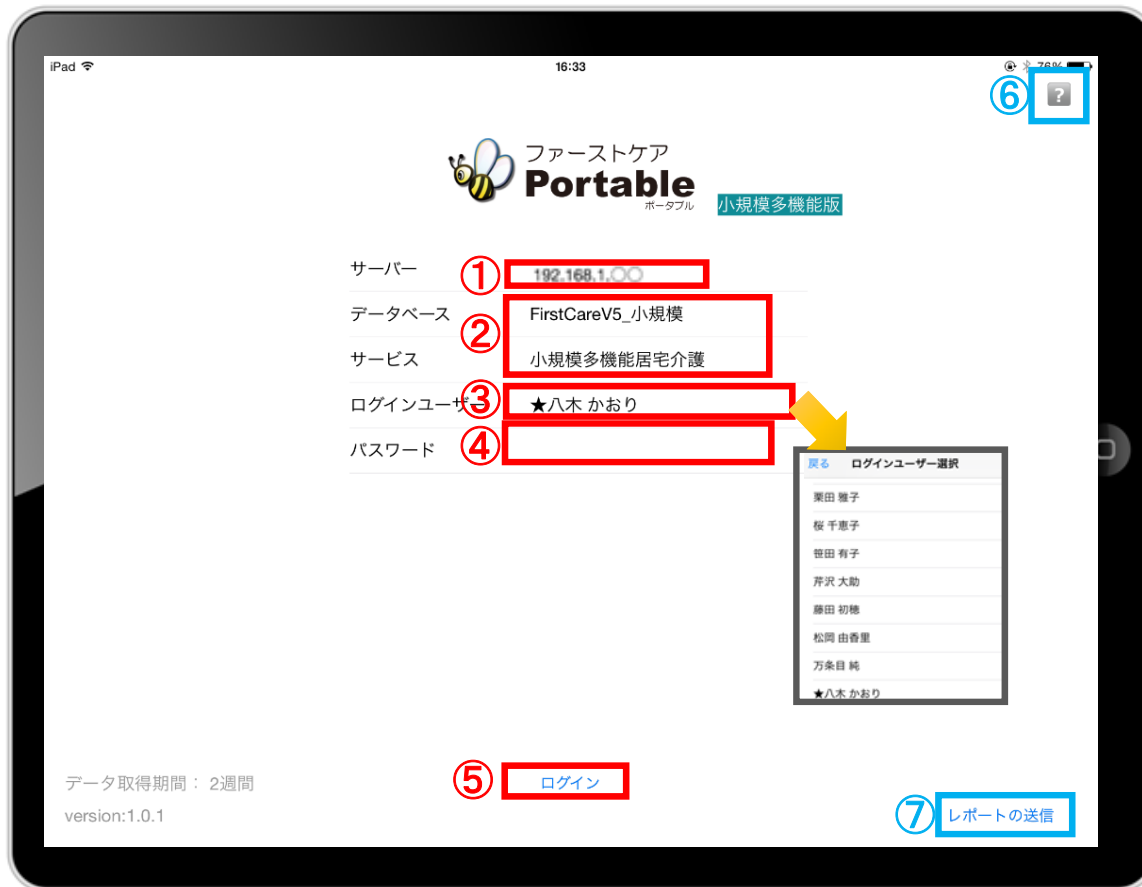 iPad 16:33 76%
⑥ ?
ファーストケア
Portable
ポータブル
小規模多機能版
サーバー ① 192.168.1.○○
データベース FirstCareV5_小規模
②
サービス 小規模多機能居宅介護
ログインユーザー ③ ★八木 かおり
パスワード ④
戻る ログインユーザー選択
栗田 雅子
桜 千恵子
笹田 有子
芹沢 大助
藤田 初穂
松岡 由香里
万条目 純
★八木 かおり
データ取得期間： 2週間
⑤ ログイン
version:1.0.1
⑦ レポートの送信